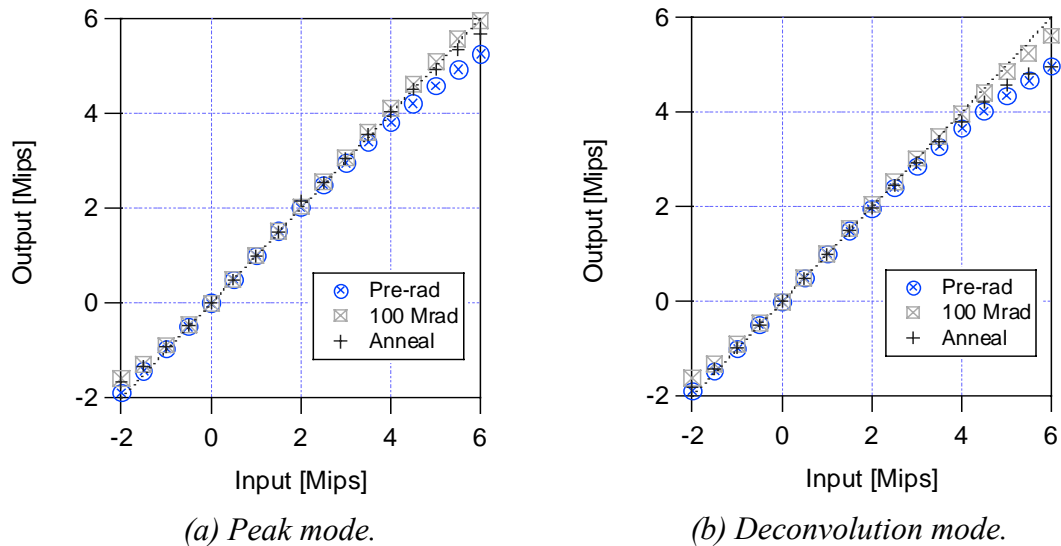 6
4
2
0
-2
Output [Mips]
-2
0
2
4
6
Input [Mips]
Pre-rad
100 Mrad
Anneal
(a) Peak mode.
6
4
2
0
-2
Output [Mips]
-2
0
2
4
6
Input [Mips]
Pre-rad
100 Mrad
Anneal
(b) Deconvolution mode.